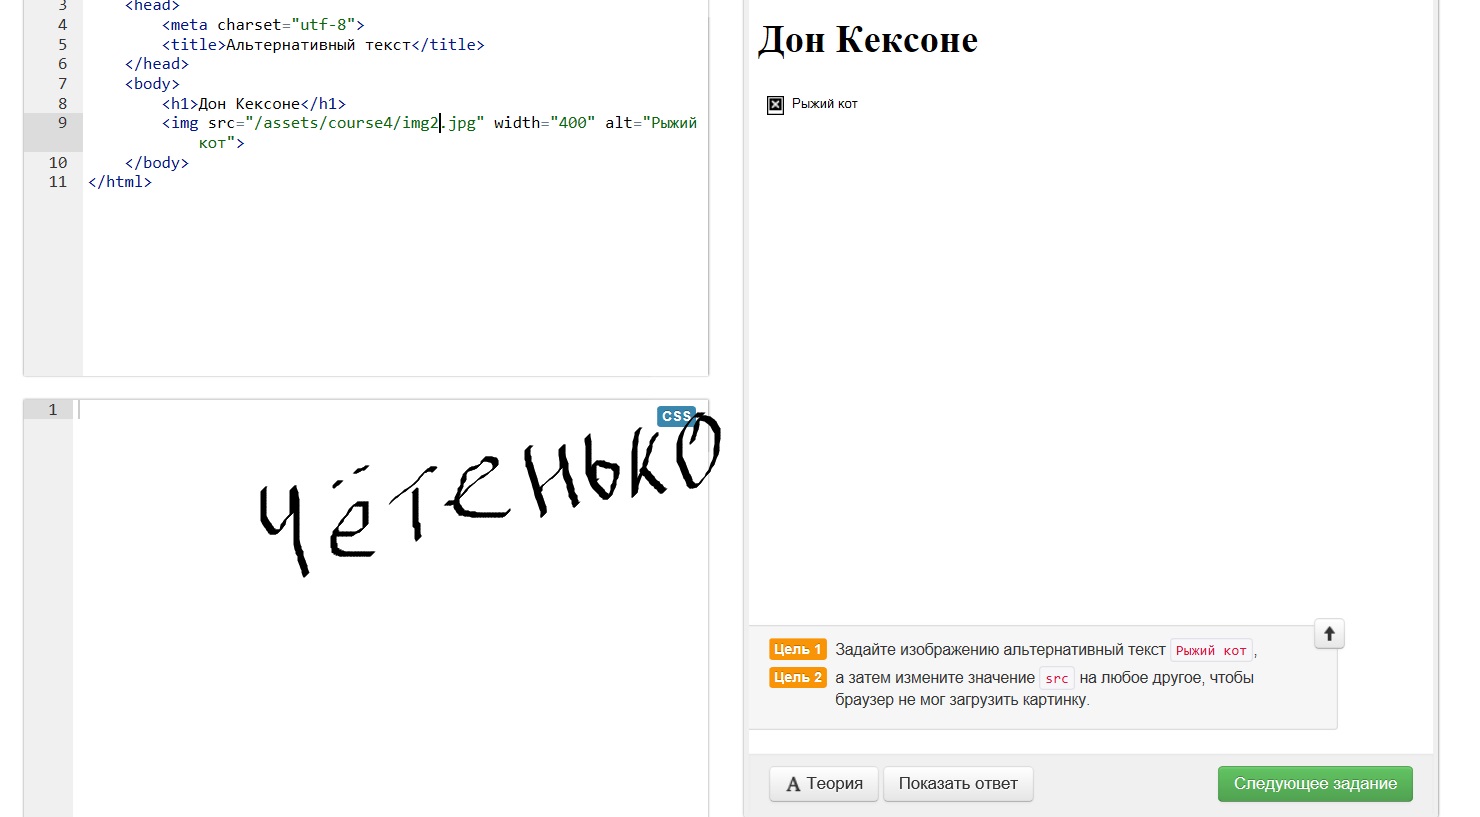 3 <head>
4 <meta charset="utf-8">
5 <title>Альтернативный текст</title>
6 </head>
7 <body>
8 <h1>Дон Кексоне</h1>
9 <img src="/assets/course4/img2.jpg" width="400" alt="Рыжий
кот">
10 </body>
11 </html>
1
CSS
чётенько
Дон Кексоне
Рыжий кот
Цель 1 Задайте изображению альтернативный текст Рыжий кот,
Цель 2 а затем измените значение src на любое другое, чтобы
браузер не мог загрузить картинку.
Теория Показать ответ Следующее задание